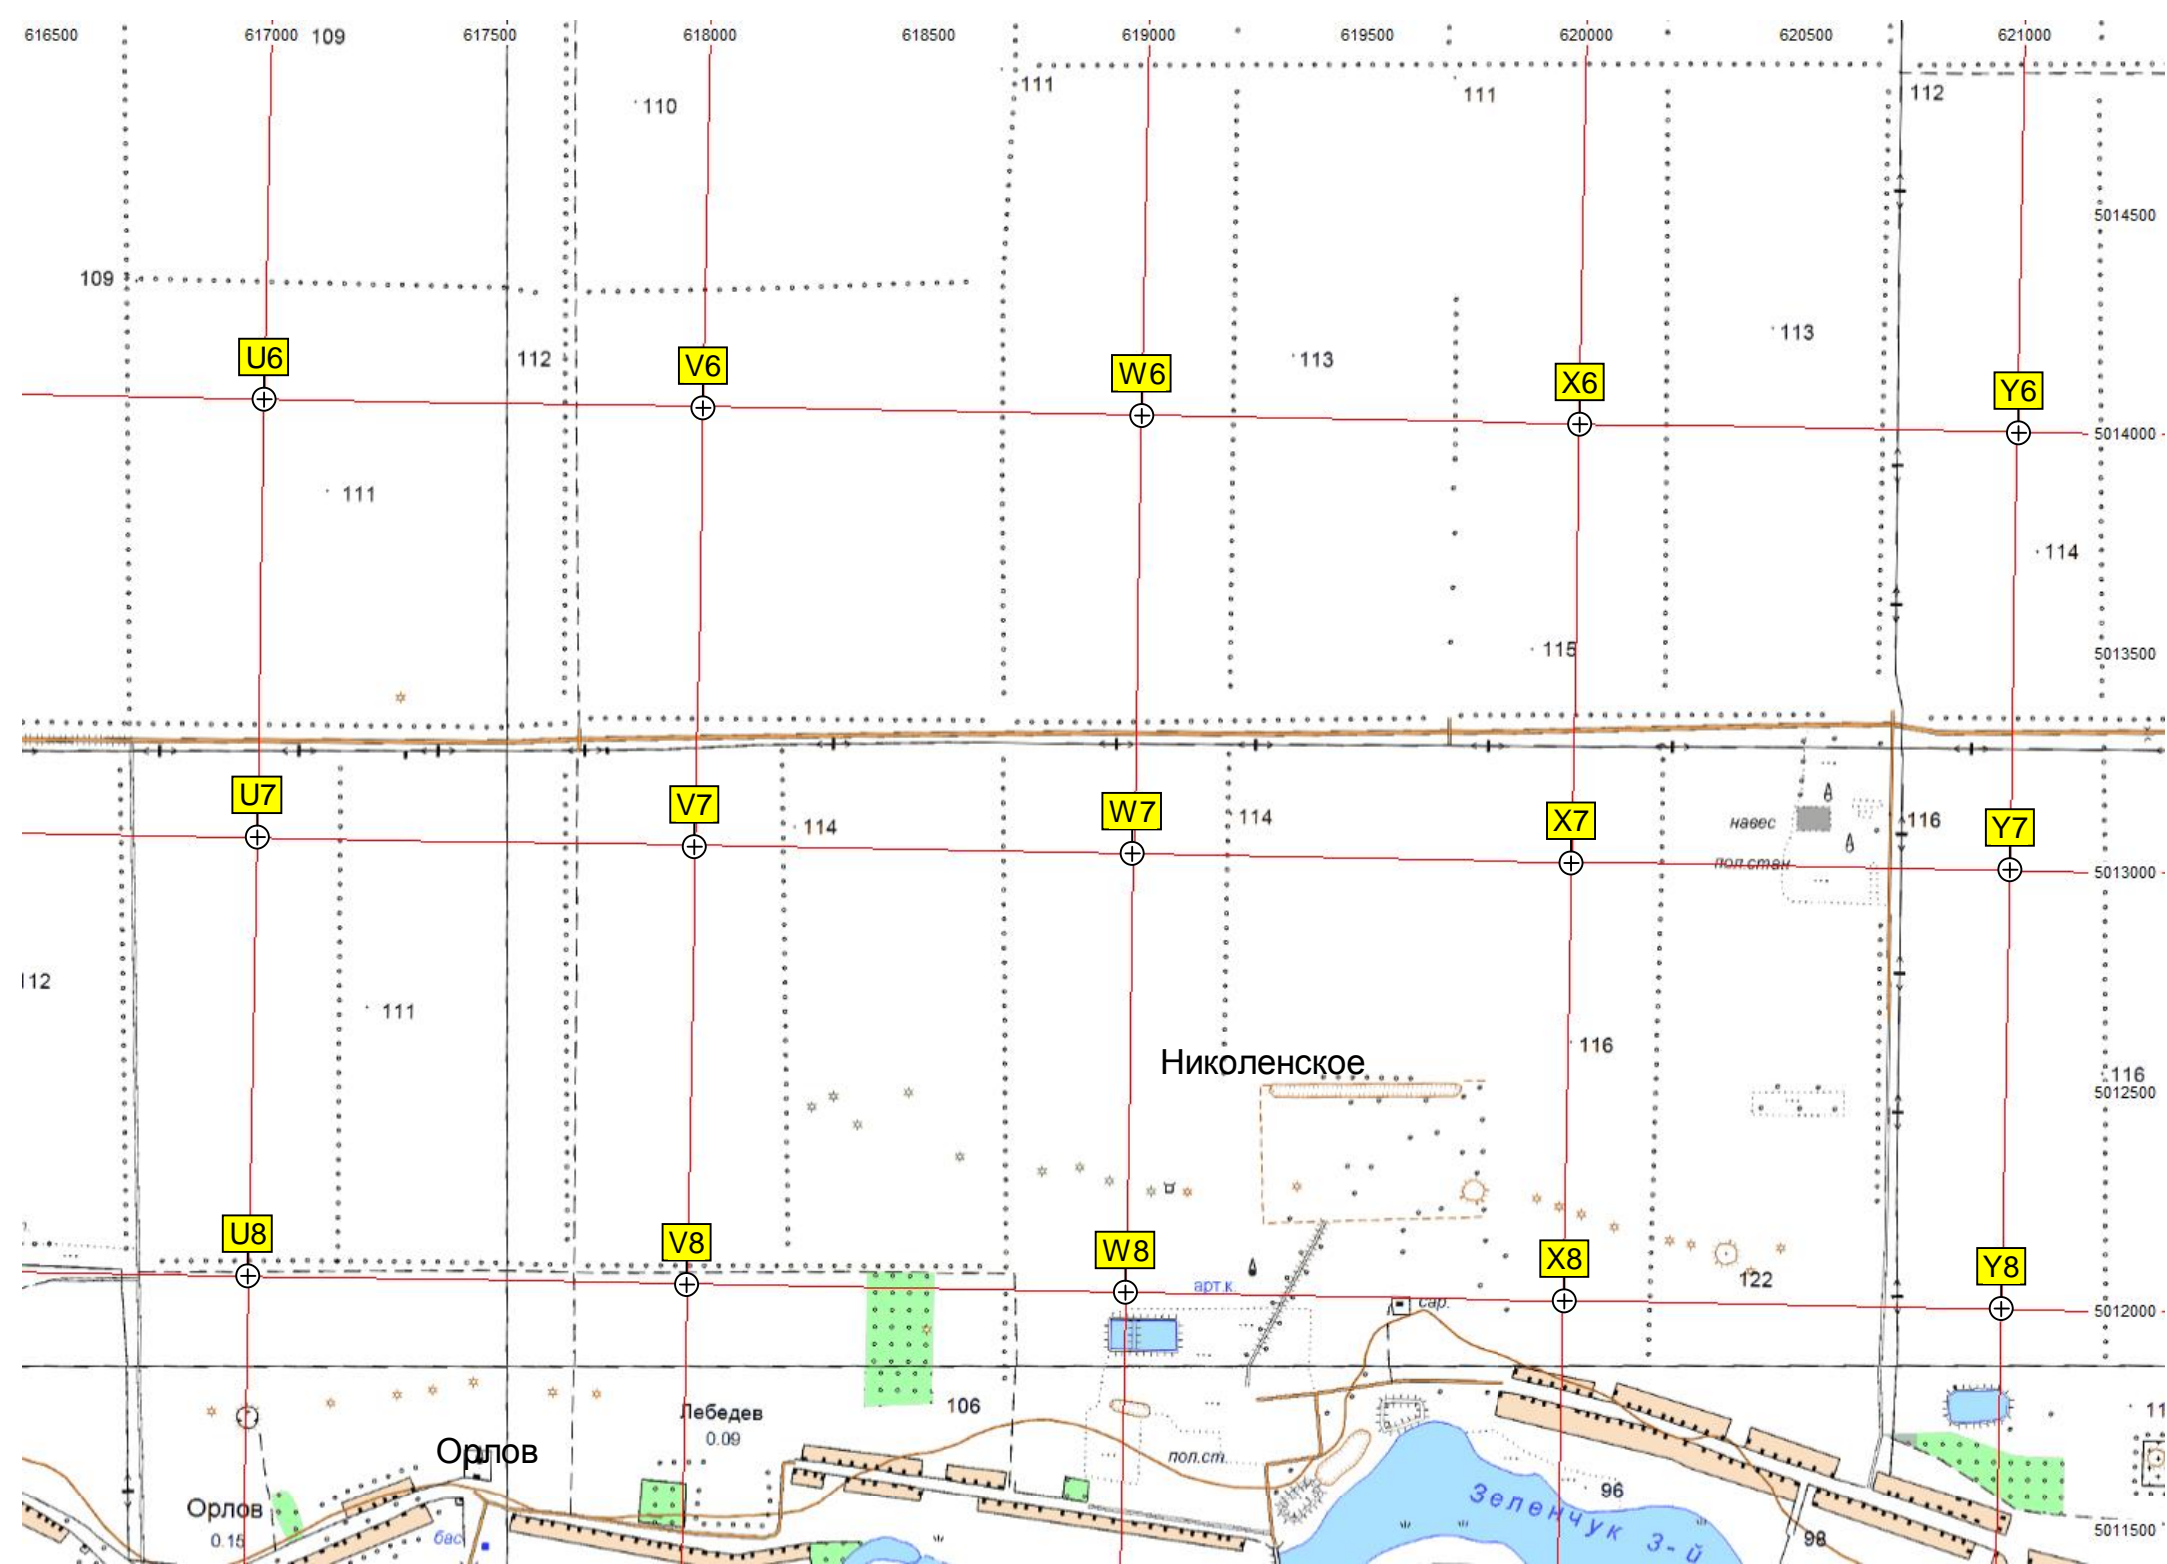 616500 617000 109 617500 618000 618500 619000 619500 620000 620500 621000
111 111 112
110
5014500
109
113
U6 V6 112 W6 113 X6 Y6
5014000
111
114
115 5013500
U7 V7 114 W7 114 X7 навес 116 Y7
пол.стан 5013000
112
111
116
Николенское
116
5012500
U8 V8 W8 X8 122 Y8
арт.к. сар. 5012000
Лебедев 106 11
0.09
Орлов пол.ст.
Орлов Зеленчук 3-й 96
0.15 бас 98 5011500